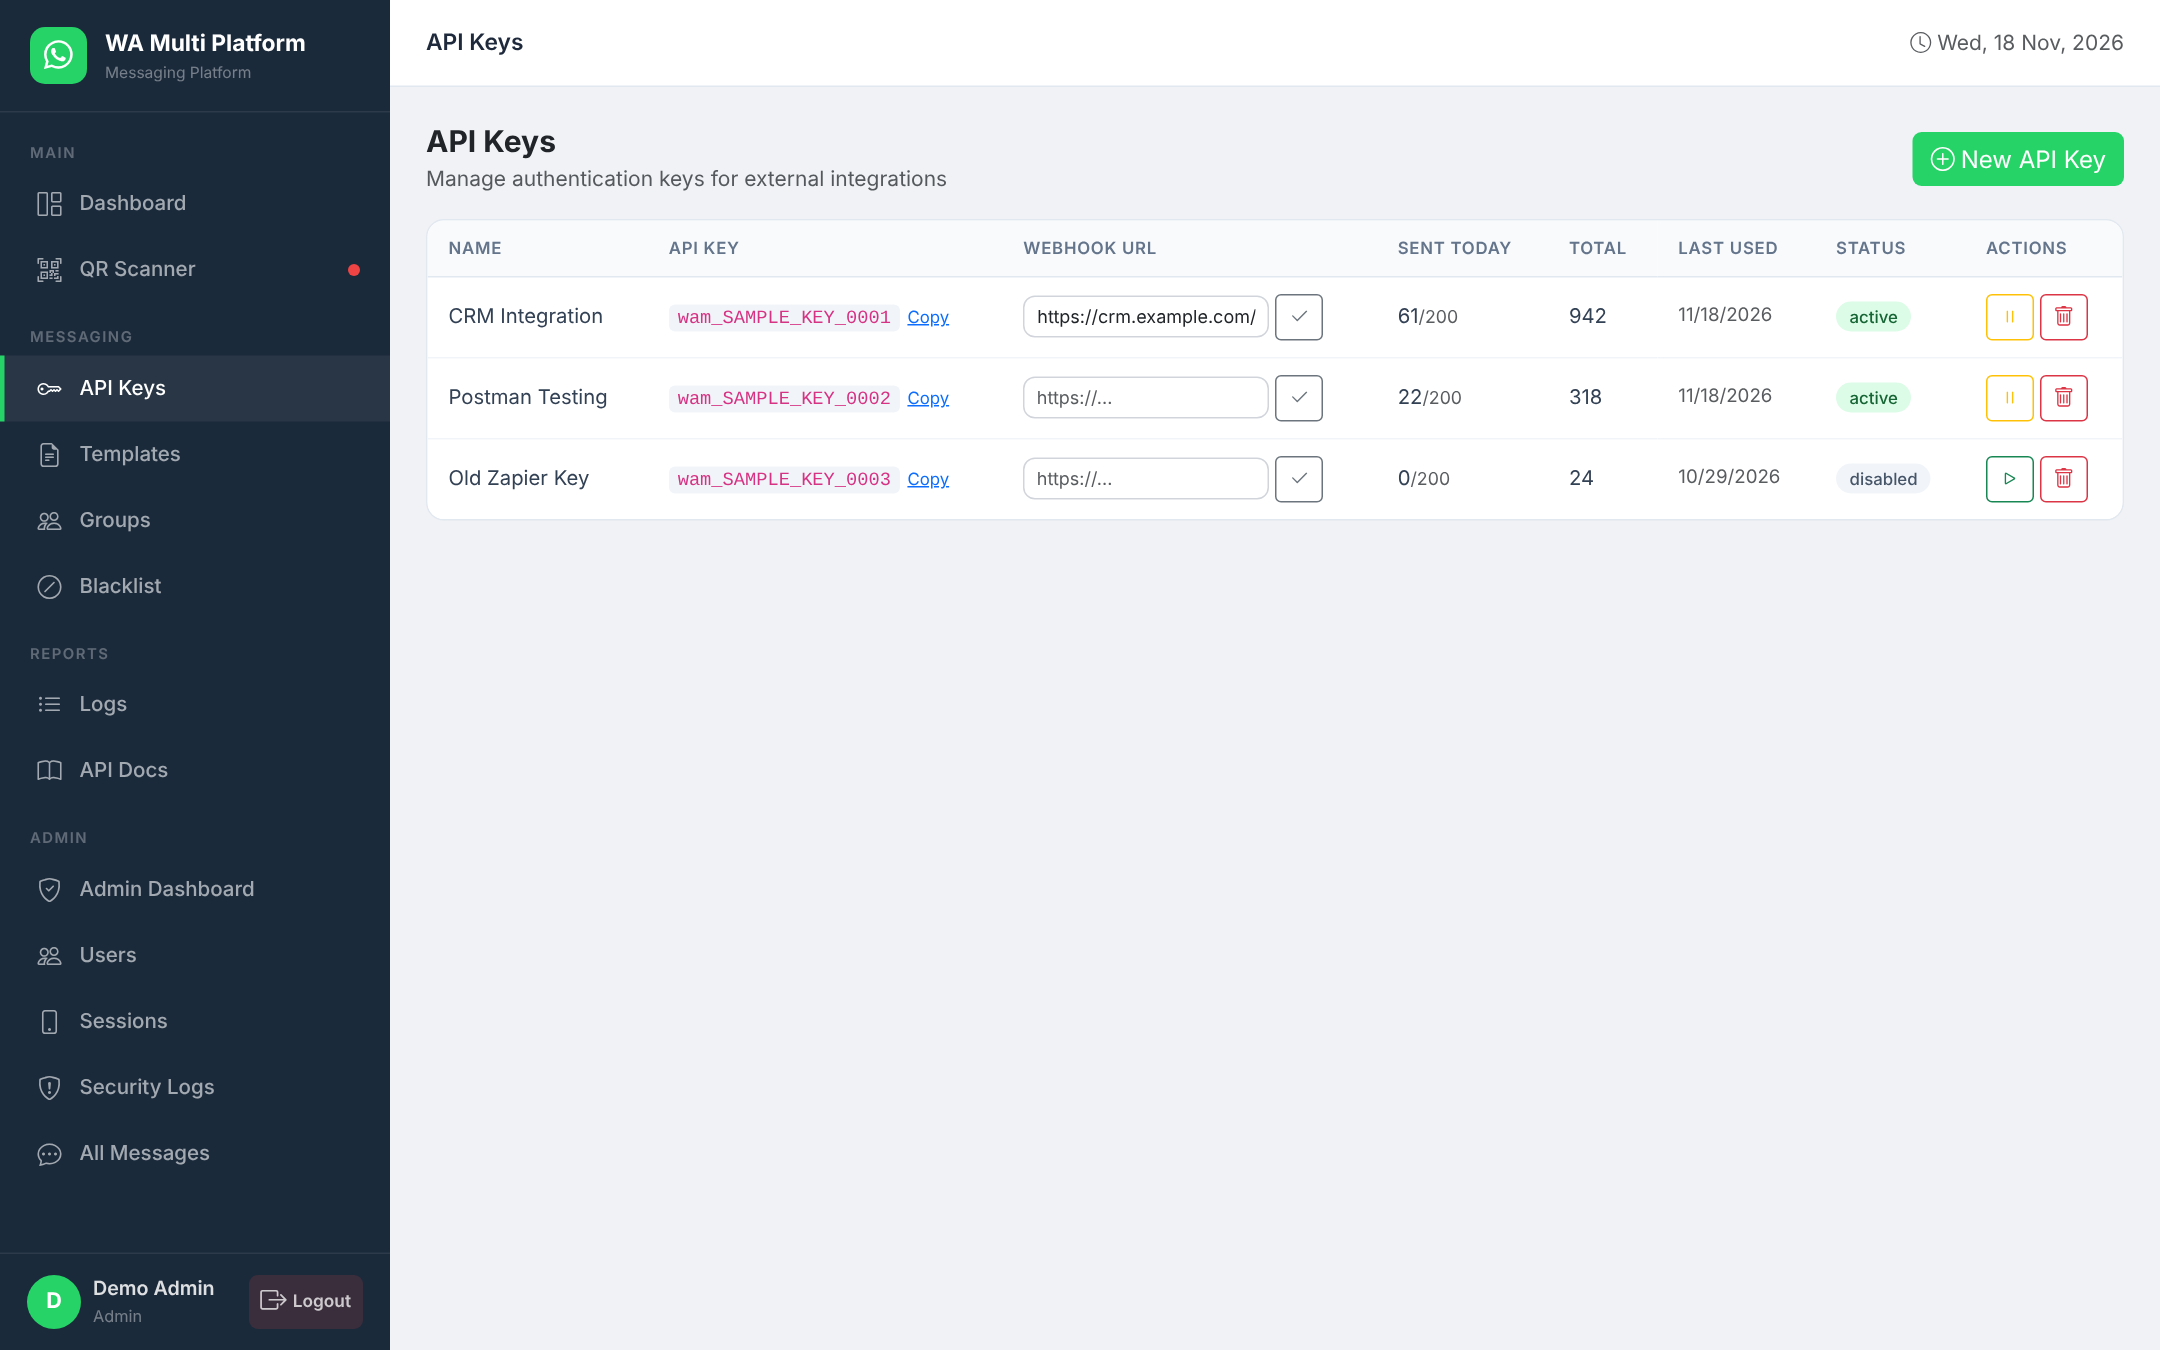 WA Multi Platform
Messaging Platform
MAIN
Dashboard
QR Scanner
MESSAGING
API Keys
Templates
Groups
Blacklist
REPORTS
Logs
API Docs
ADMIN
Admin Dashboard
Users
Sessions
Security Logs
All Messages
D
Demo Admin
Admin
Logout
API Keys
Wed, 18 Nov, 2026
API Keys
Manage authentication keys for external integrations
New API Key
NAME API KEY WEBHOOK URL SENT TODAY TOTAL LAST USED STATUS ACTIONS
CRM Integration wam_SAMPLE_KEY_0001 Copy https://crm.example.com/ 61/200 942 11/18/2026 active
Postman Testing wam_SAMPLE_KEY_0002 Copy https://... 22/200 318 11/18/2026 active
Old Zapier Key wam_SAMPLE_KEY_0003 Copy https://... 0/200 24 10/29/2026 disabled